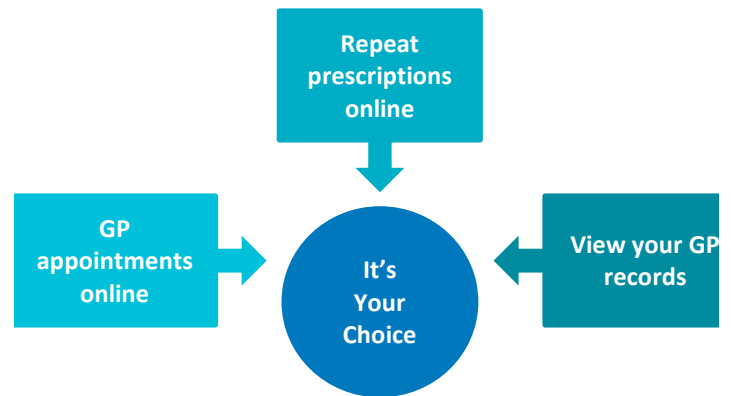 Repeat
prescriptions
online
GP
appointments
online
It's
Your
Choice
View your GP
records